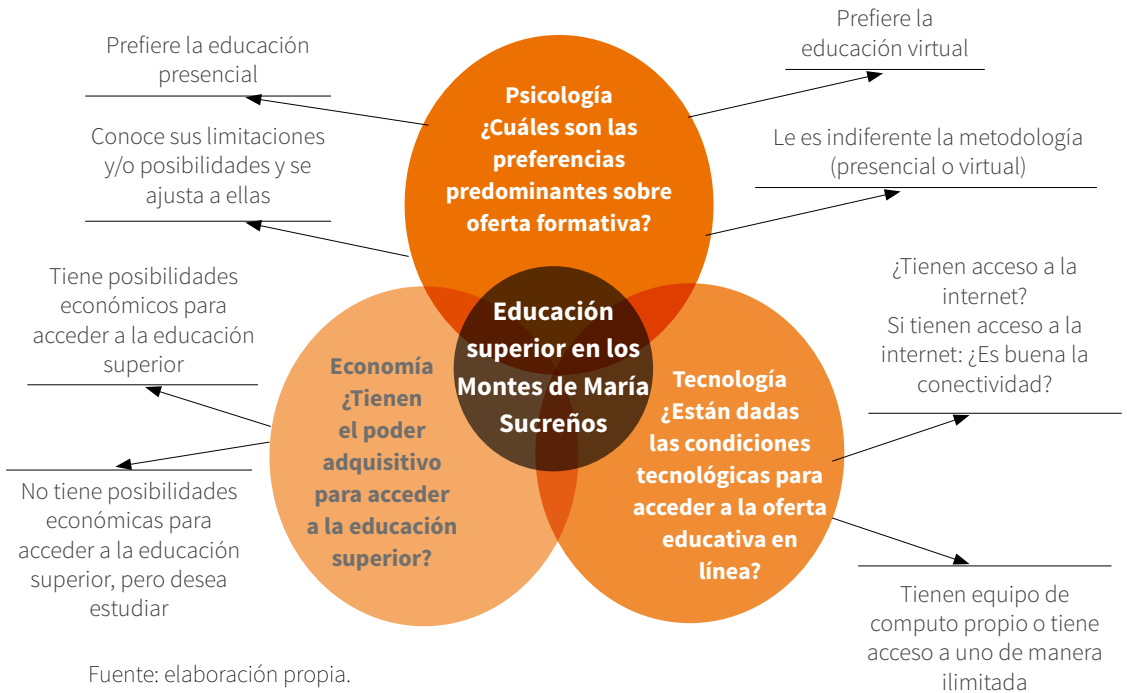 Prefiere la educación
presencial
Conoce sus limitaciones
y/o posibilidades y se
ajusta a ellas
Psicología
¿Cuáles son las
preferencias
predominantes sobre
oferta formativa?
Prefiere la
educación virtual
Le es indiferente la metodología
(presencial o virtual)
Tiene posibilidades
económicos para
acceder a la educación
superior
No tiene posibilidades
económicas para
acceder a la educación
superior, pero desea
estudiar
Economía
¿Tienen
el poder
adquisitivo
para acceder
a la educación
superior?
Educación
superior en los
Montes de María
Sucreños
Tecnología
¿Están dadas
las condiciones
tecnológicas para
acceder a la oferta
educativa en
línea?
¿Tienen acceso a la
internet?
Si tienen acceso a la
internet: ¿Es buena la
conectividad?
Tienen equipo de
computo propio o tiene
acceso a uno de manera
ilimitada
Fuente: elaboración propia.